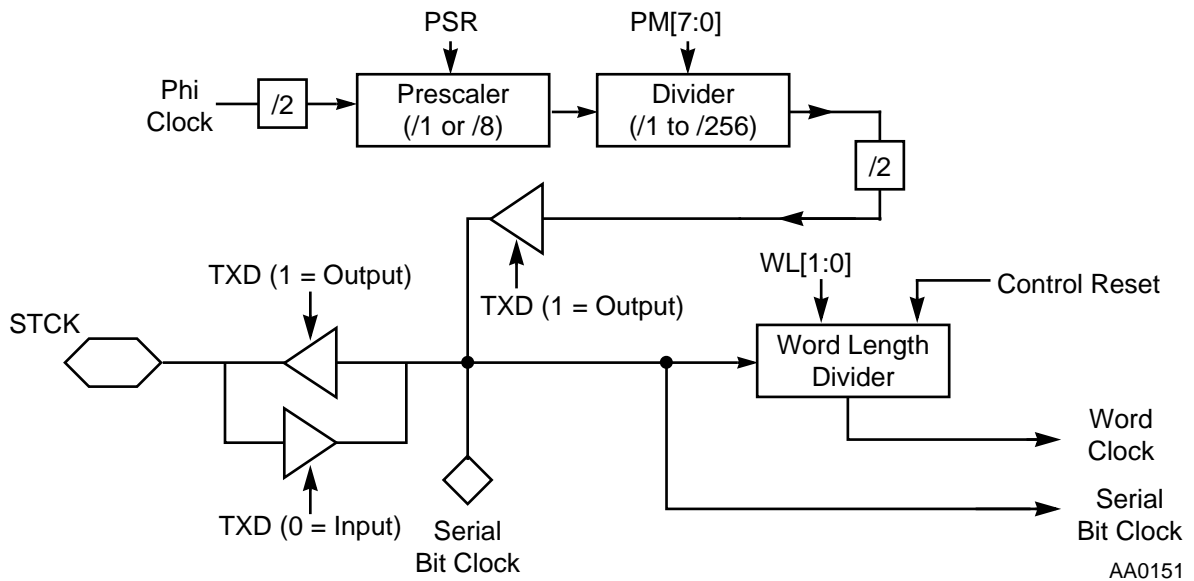 PSR
PM[7:0]
Phi
Clock
/2
Prescaler
(/1 or /8)
Divider
(/1 to /256)
/2
TXD (1 = Output)
TXD (1 = Output)
WL[1:0]
Control Reset
STCK
Word Length
Divider
TXD (0 = Input)
Serial
Bit Clock
Word
Clock
Serial
Bit Clock
AA0151